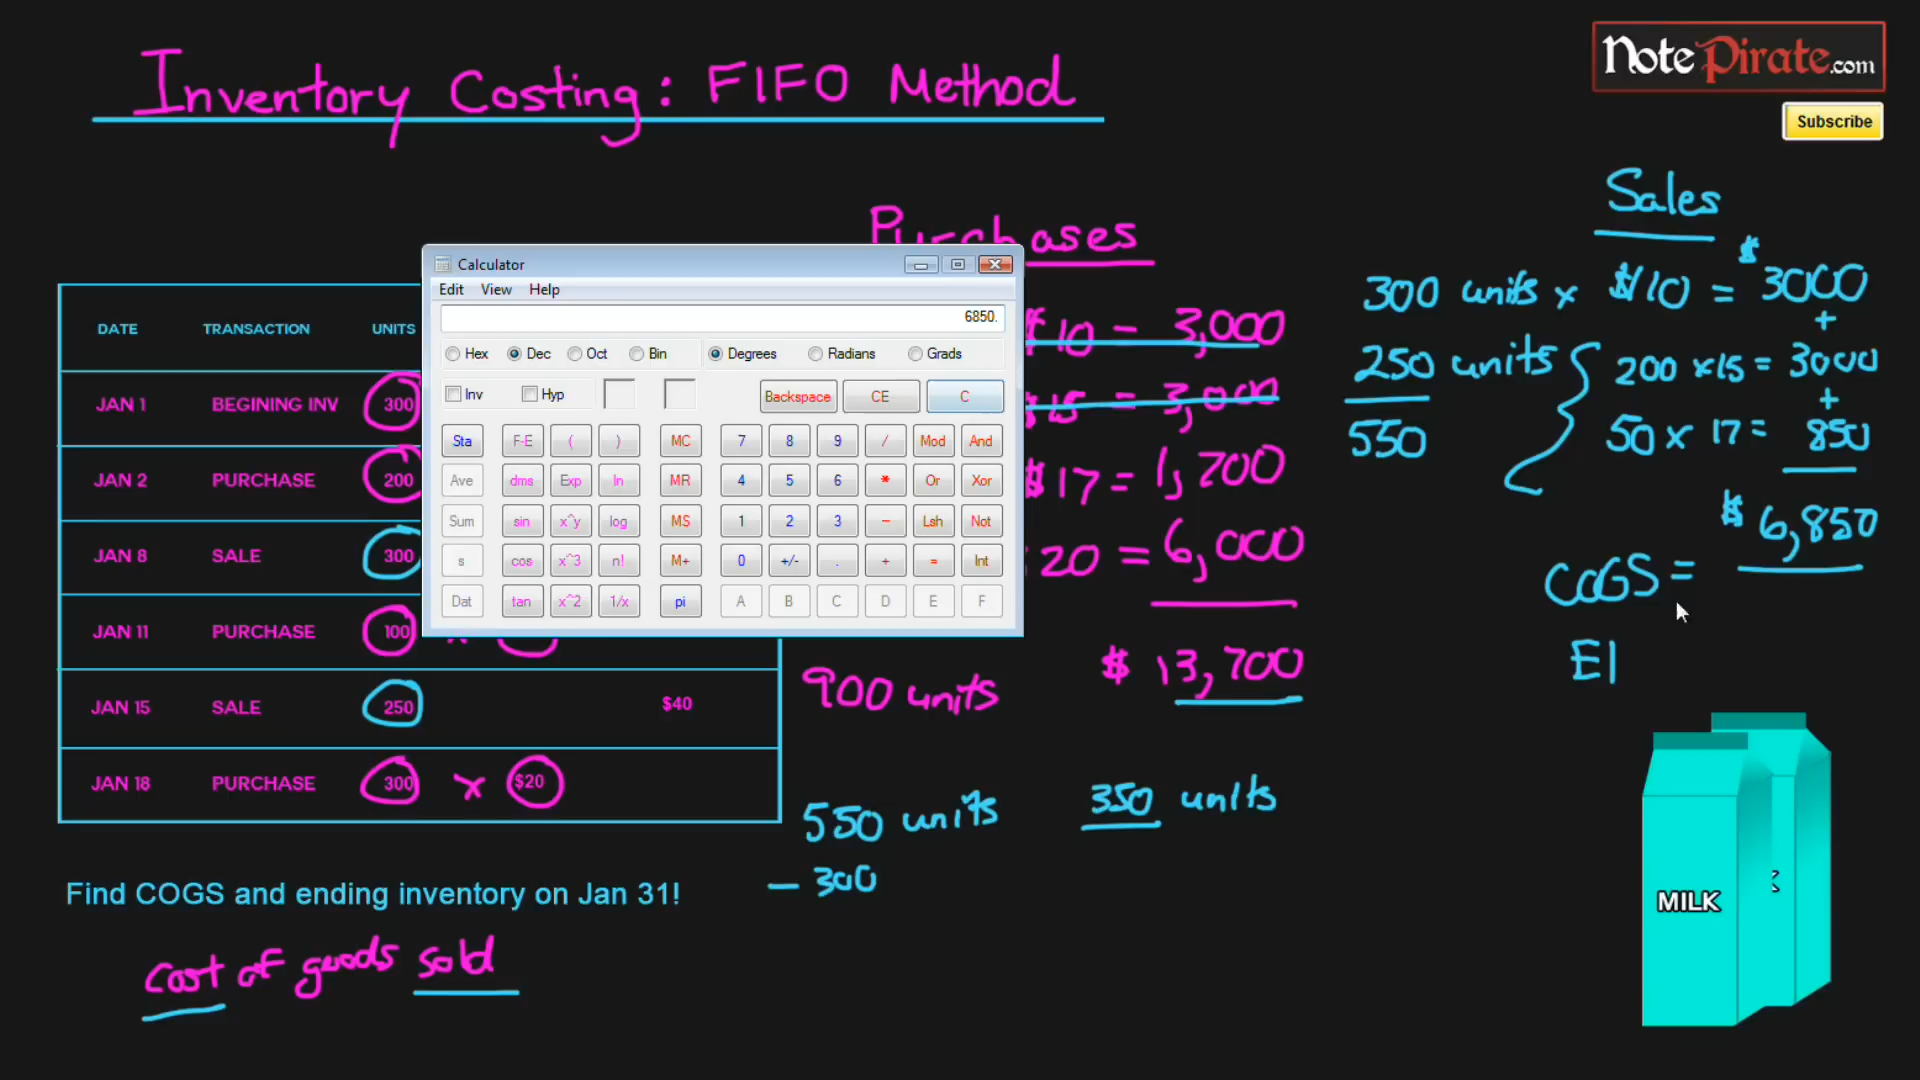 Inventory Costing: FIFO Method
NotePirate.com
Subscribe
Sales
Purchases
300 units x $10 = $3000
+
250 units 200 x 15 = 3000
+
550 50 x 17 = 850
$6,850
COGS =
EI
$10 = 3,000
$15 = 3,000
$17 = 1,700
20 = 6,000
$ 13,700
900 units
350 units
550 units
- 300
DATE TRANSACTION UNITS
JAN 1 BEGINING INV 300
JAN 2 PURCHASE 200
JAN 8 SALE 300
JAN 11 PURCHASE 100
JAN 15 SALE 250 $40
JAN 18 PURCHASE 300 x $20
Calculator
Edit View Help
6850.
Hex Dec Oct Bin Degrees Radians Grads
Inv Hyp Backspace CE C
Sta F-E ( ) MC 7 8 9 / Mod And
Ave dms Exp ln MR 4 5 6 * Or Xor
Sum sin x^y log MS 1 2 3 - Lsh Not
s cos x^3 n! M+ 0 +/- . + = Int
Dat tan x^2 1/x pi A B C D E F
Find COGS and ending inventory on Jan 31!
cost of goods sold
MILK